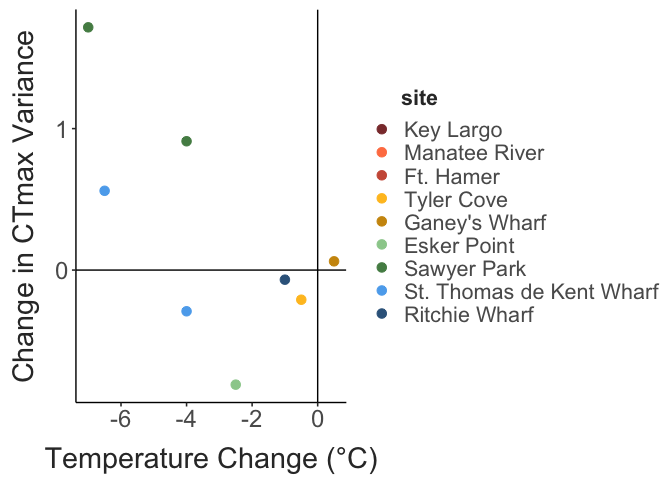 Change in CTmax Variance
1
0
-6 -4 -2 0
Temperature Change (°C)
site
Key Largo
Manatee River
Ft. Hamer
Tyler Cove
Ganey's Wharf
Esker Point
Sawyer Park
St. Thomas de Kent Wharf
Ritchie Wharf